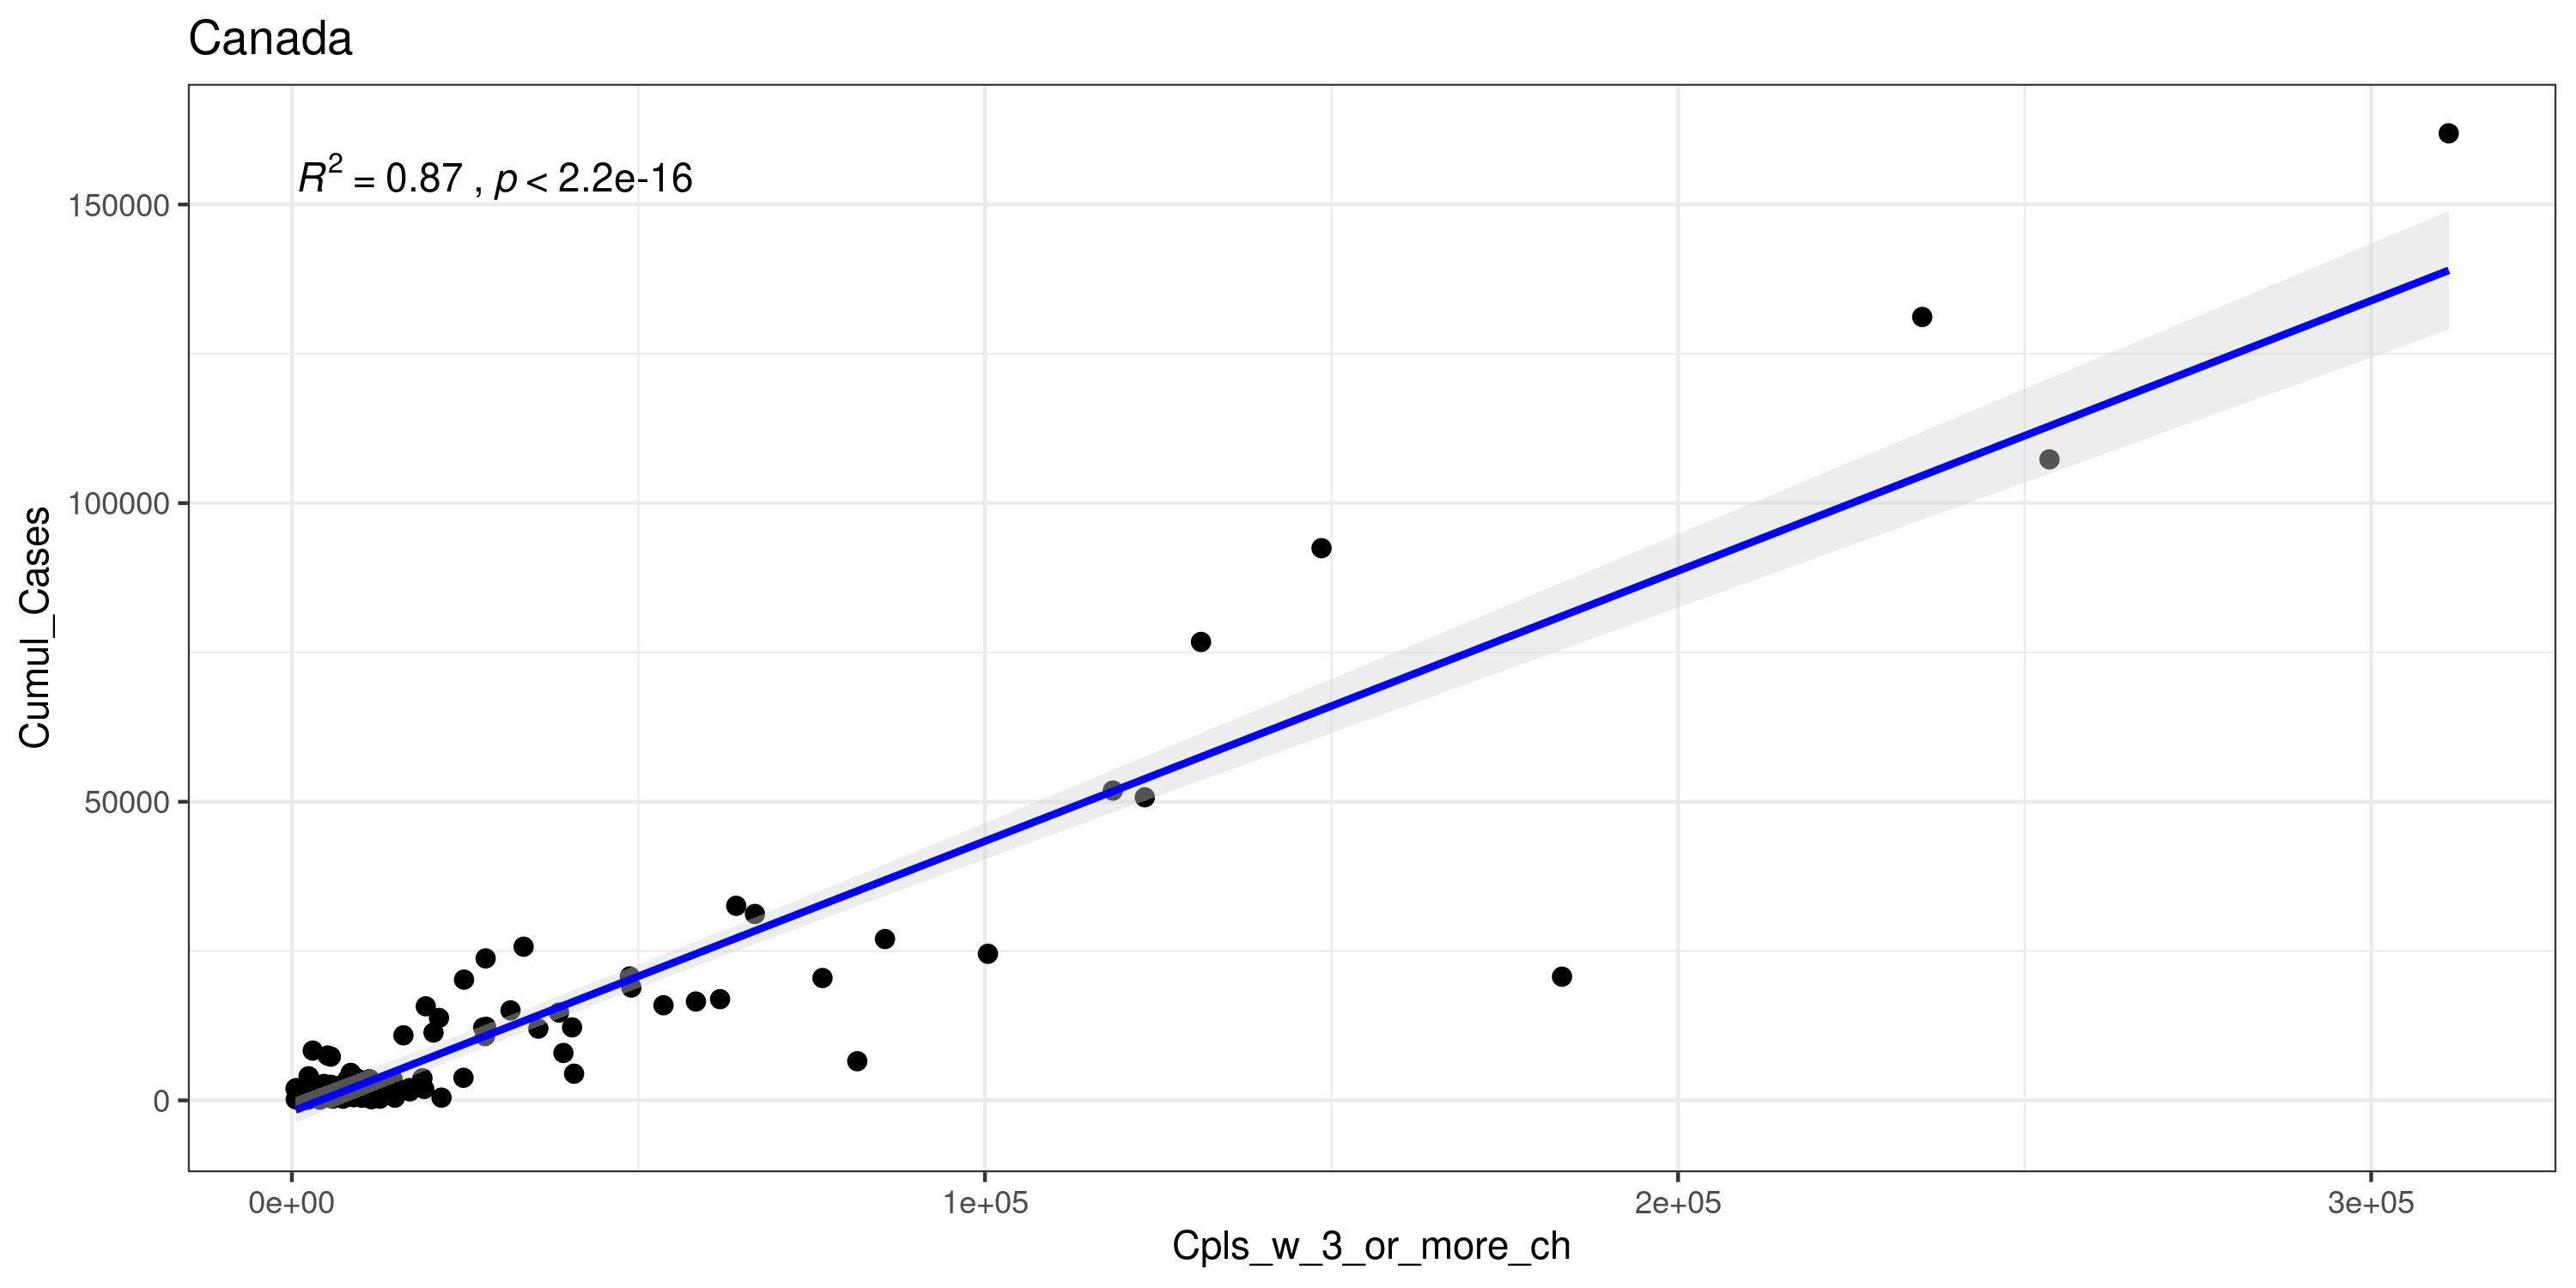 Canada
R² = 0.87 , p < 2.2e-16
150000
100000
50000
0
Cumul_Cases
0e+00 1e+05 2e+05 3e+05
Cpls_w_3_or_more_ch